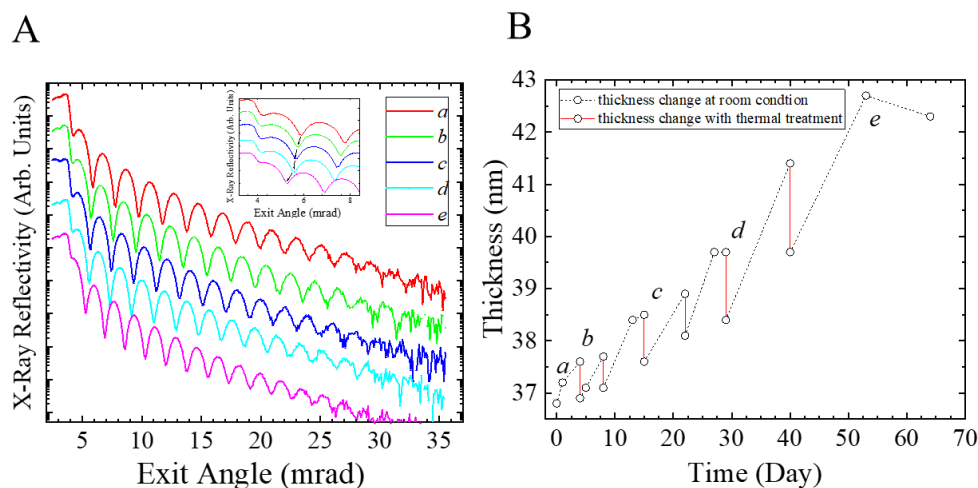 A
B
X-Ray Reflectivity (Arb. Units)
X-Ray Reflectivity (Arb. Units)
3 4 6 8
Exit Angle (mrad)
a
b
c
d
e
5 10 15 20 25 30 35
Exit Angle (mrad)
Thickness (nm)
43
42
41
40
39
38
37
thickness change at room condtion
thickness change with thermal treatment
a
b
c
d
e
0 10 20 30 40 50 60 70
Time (Day)